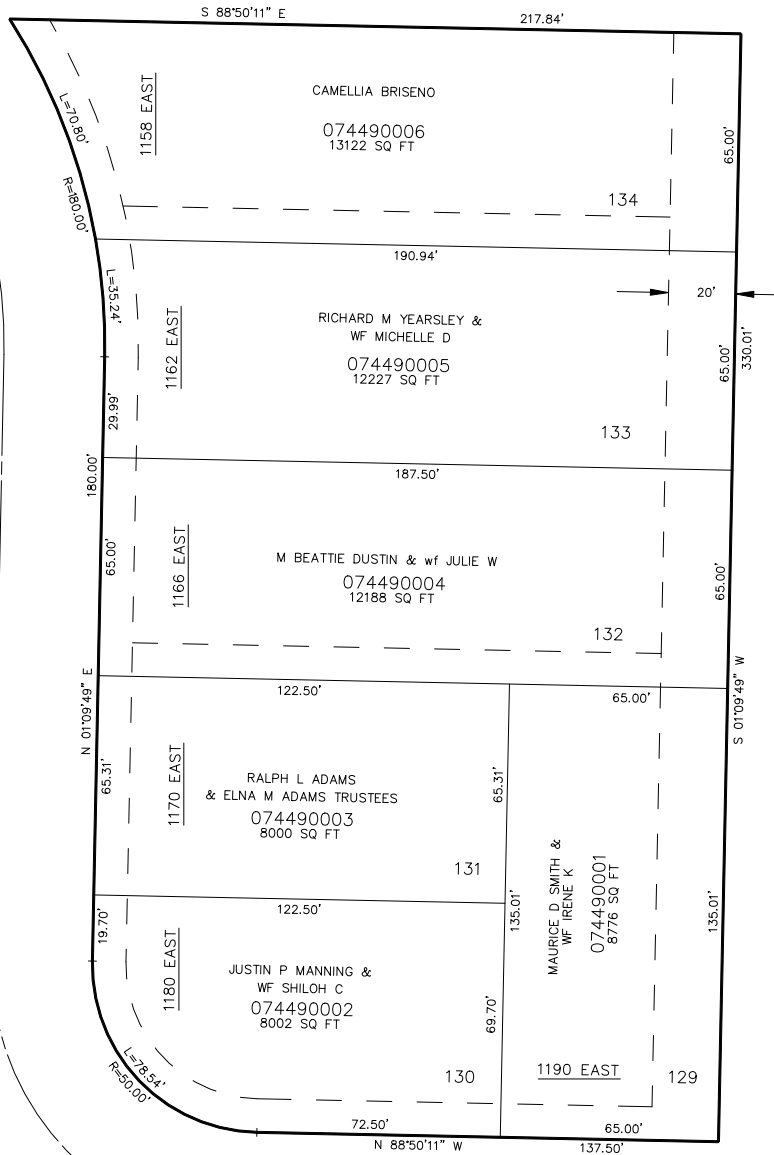 S 88°50'11" E
217.84'
L=70.80'
R=180.00'
1158 EAST
CAMELLIA BRISENO
074490006
13122 SQ FT
134
65.00'
190.94'
L=35.24'
20'
1162 EAST
RICHARD M YEARSLEY &
WF MICHELLE D
074490005
12227 SQ FT
133
65.00'
330.01'
29.99'
180.00'
187.50'
65.00'
1166 EAST
M BEATTIE DUSTIN & wf JULIE W
074490004
12188 SQ FT
132
65.00'
N 01°09'49" E
122.50'
65.00'
S 01°09'49" W
65.31'
1170 EAST
RALPH L ADAMS
& ELNA M ADAMS TRUSTEES
074490003
8000 SQ FT
131
65.31'
122.50'
135.01'
MAURICE D SMITH &
WF IRENE K
074490001
8776 SQ FT
135.01'
19.70'
1180 EAST
JUSTIN P MANNING &
WF SHILOH C
074490002
8002 SQ FT
130
69.70'
1190 EAST
129
L=78.54'
R=50.00'
72.50'
65.00'
N 88°50'11" W
137.50'